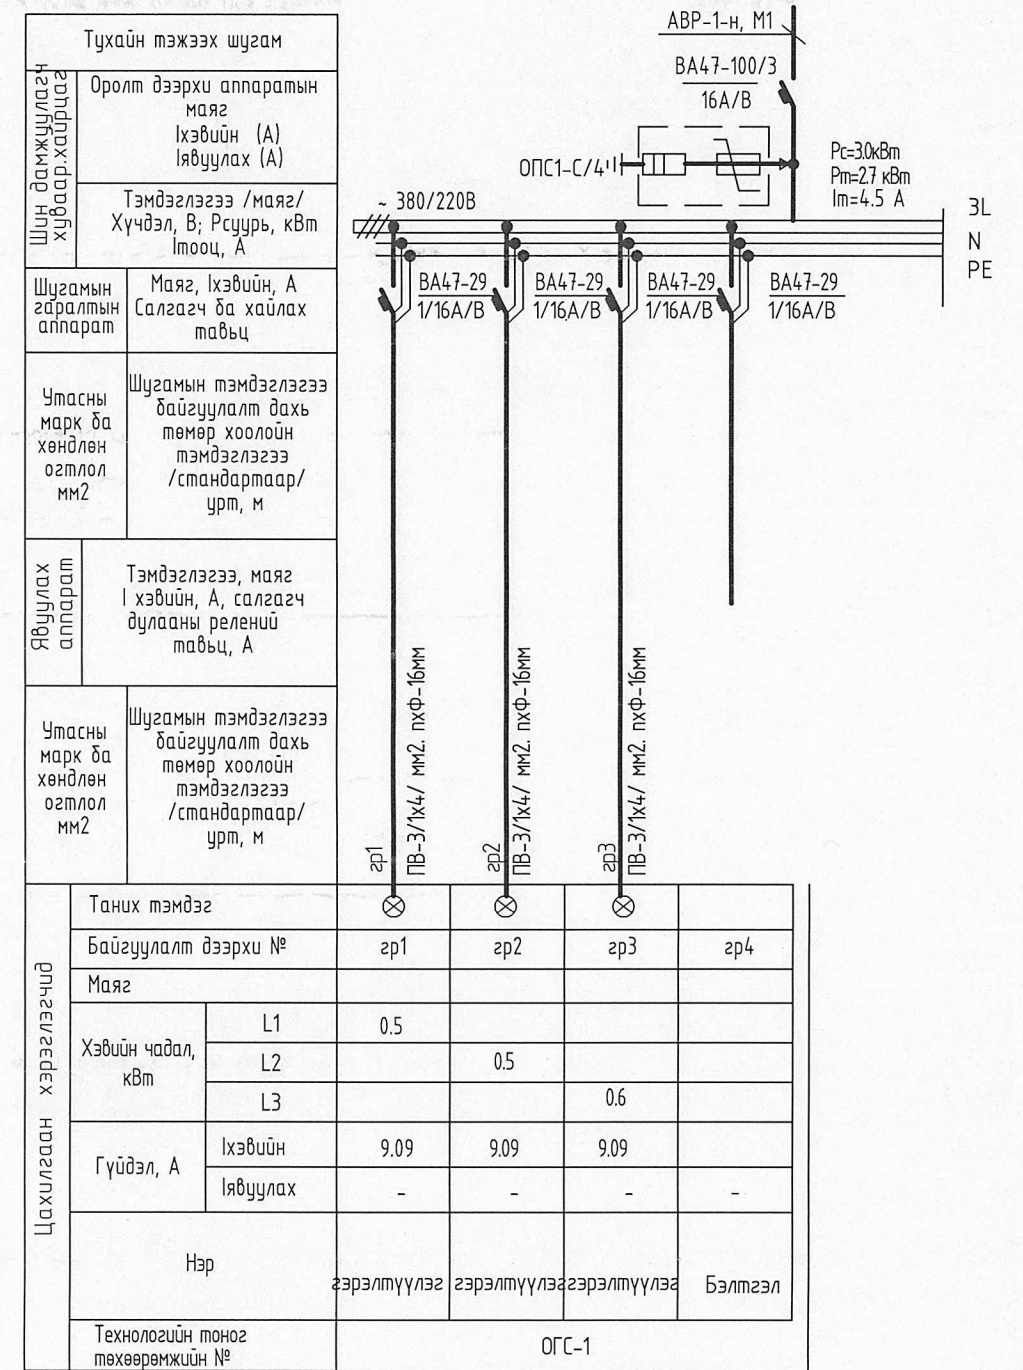 АВР-1-н, М1
ВА47-100/3
16А/В
ОПС1-С/4
Рс=3.0кВт
Рт=2.7 кВт
Iт=4.5 А
~ 380/220В
3L
N
PE
ВА47-29
1/16А/В
ВА47-29
1/16А/В
ВА47-29
1/16А/В
ВА47-29
1/16А/В
Тухайн тэжээх шугам
Шин дамжуулагч
хуваар.хайрцаг
Оролт дээрхи аппаратын
маяг
Iхэвийн (А)
Iявуулах (А)
Тэмдэглэгээ /маяг/
Хүчдэл, В; Рсуурь, кВт
Iтооц, А
Шугамын
гаралтын
аппарат
Маяг, Iхэвийн, А
Салгагч ба хайлах
тавьц
Утасны
марк ба
хөндлөн
огтлол
мм2
Шугамын тэмдэглэгээ
байгуулалт дахь
төмөр хоолойн
тэмдэглэгээ
/стандартаар/
урт, м
Явуулах
аппарат
Тэмдэглэгээ, маяг
I хэвийн, А, салгагч
дулааны релений
тавьц, А
Утасны
марк ба
хөндлөн
огтлол
мм2
Шугамын тэмдэглэгээ
байгуулалт дахь
төмөр хоолойн
тэмдэглэгээ
/стандартаар/
урт, м
гр1
ПВ-3/1х4/ мм2. пхФ-16мм
гр2
ПВ-3/1х4/ мм2. пхФ-16мм
гр3
ПВ-3/1х4/ мм2. пхФ-16мм
Цахилгаан хэрэглэгчид
Таних тэмдэг
Байгуулалт дээрхи № гр1 гр2 гр3 гр4
Маяг
Хэвийн чадал,
кВт
L1 0.5
L2 0.5
L3 0.6
Гүйдэл, А
Iхэвийн 9.09 9.09 9.09
Iявуулах - - - -
Нэр
гэрэлтүүлэг гэрэлтүүлэг гэрэлтүүлэг Бэлтгэл
Технологийн тоног
төхөөрөмжийн №
ОГС-1